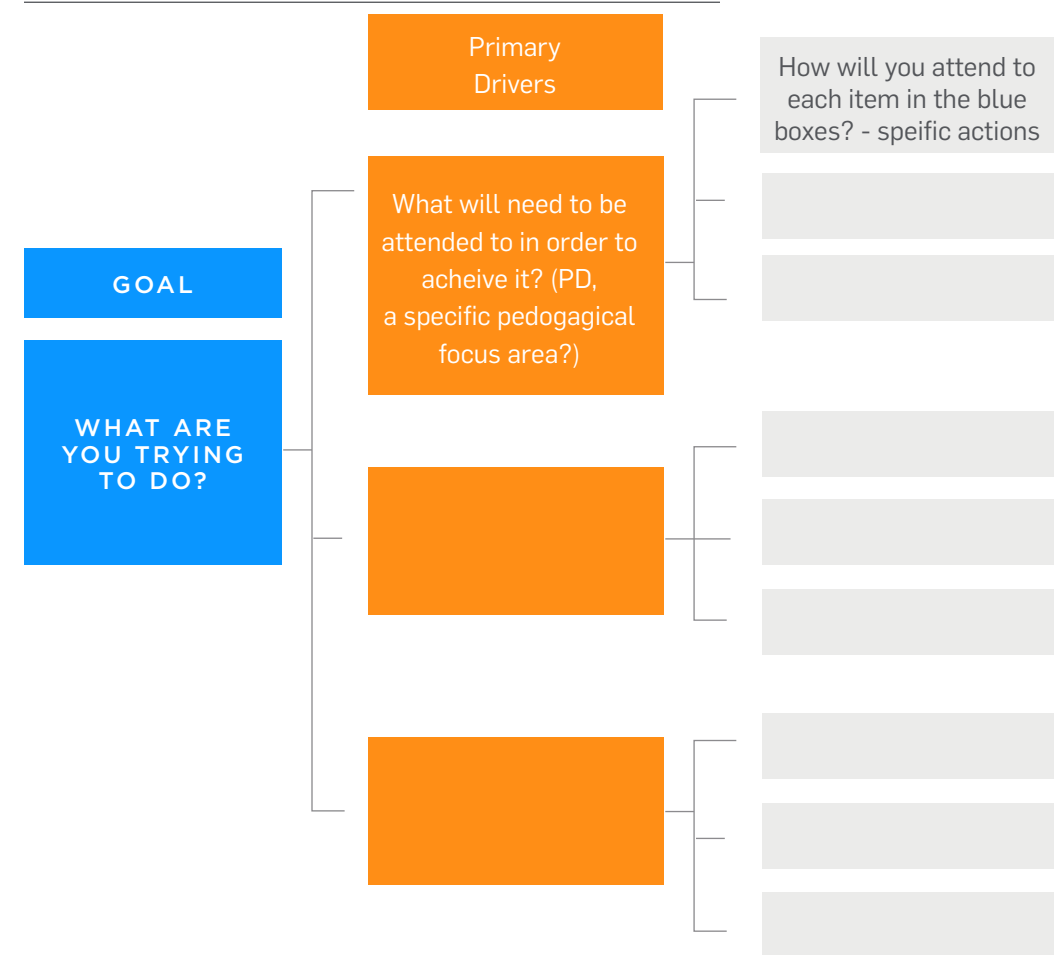 GOAL
WHAT ARE
YOU TRYING
TO DO?
Primary
Drivers
What will need to be
attended to in order to
acheive it? (PD,
a specific pedogagical
focus area?)
How will you attend to
each item in the blue
boxes? - speific actions